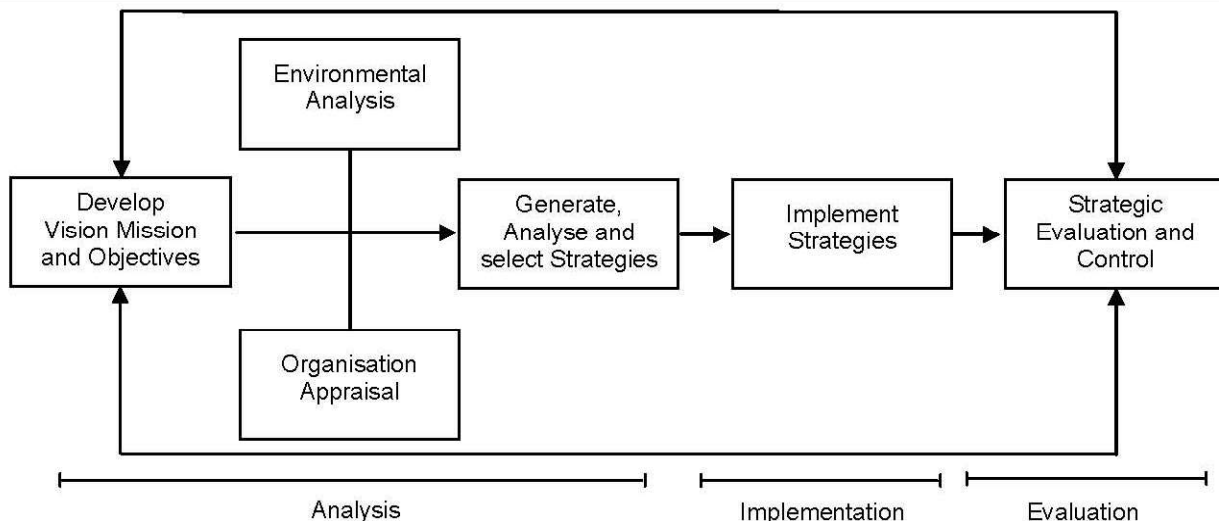 Environmental
Analysis
Develop
Vision Mission
and Objectives
Generate,
Analyse and
select Strategies
Implement
Strategies
Strategic
Evaluation and
Control
Organisation
Appraisal
Analysis
Implementation
Evaluation